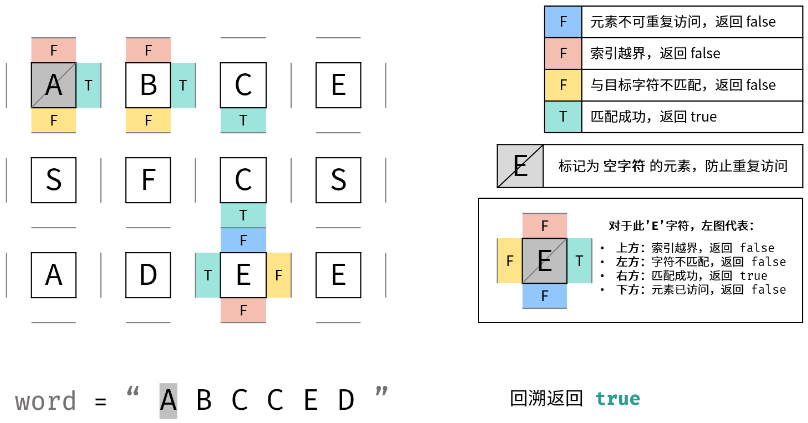 F F
A T B T C E
F F T
S F C S
T
F
A D T E F E
F
word = “ A B C C E D ”
F 元素不可重复访问，返回 false
F 索引越界，返回 false
F 与目标字符不匹配，返回 false
T 匹配成功，返回 true
E 标记为 空字符 的元素，防止重复访问
F
F E T
F
对于此'E'字符，左图代表：
• 上方：索引越界，返回 false
• 左方：字符不匹配，返回 false
• 右方：匹配成功，返回 true
• 下方：元素已访问，返回 false
回溯返回 true